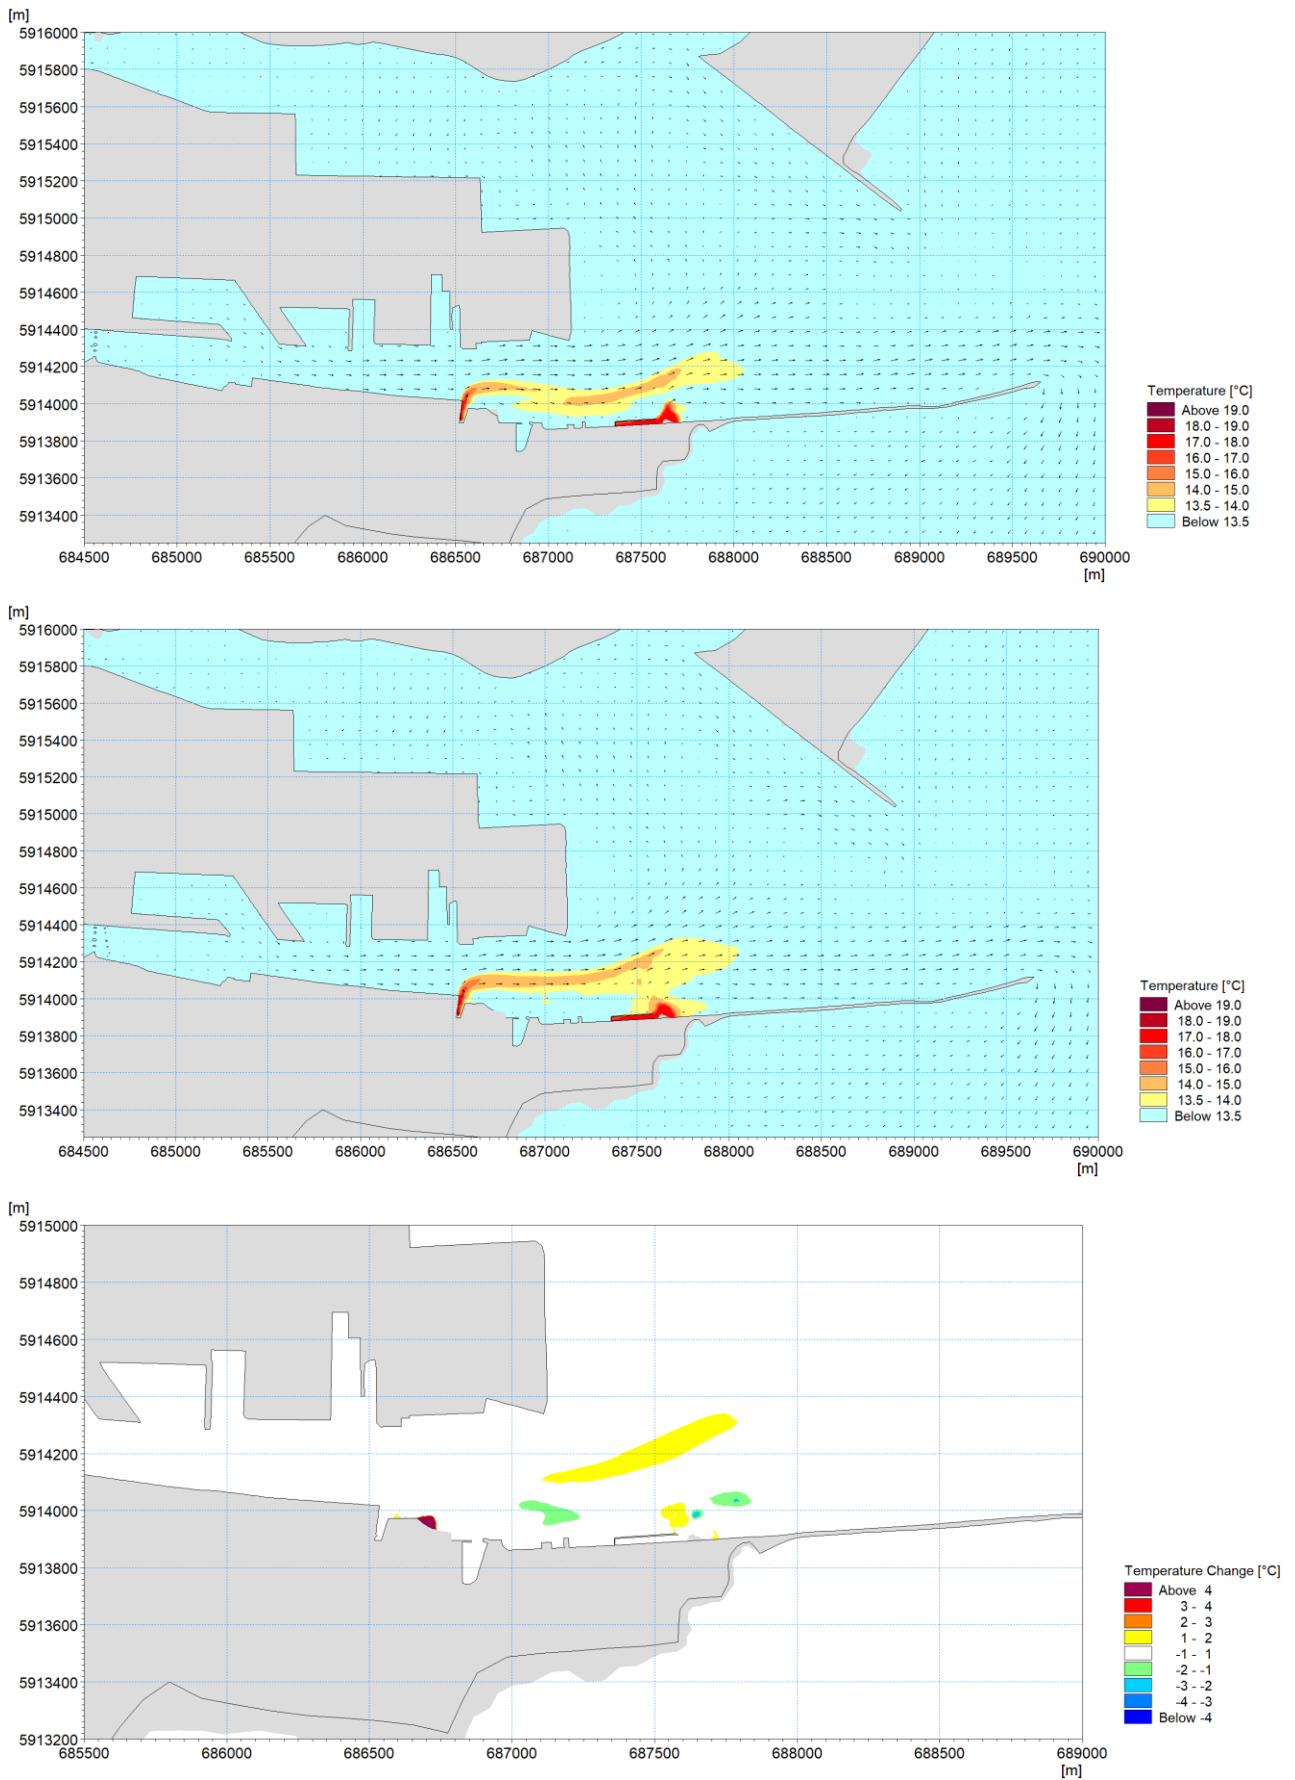 [m]
5916000
5915800
5915600
5915400
5915200
5915000
5914800
5914600
5914400
5914200
5914000
5913800
5913600
5913400
684500 685000 685500 686000 686500 687000 687500 688000 688500 689000 689500 690000
[m]
Temperature [°C]
Above 19.0
18.0 - 19.0
17.0 - 18.0
16.0 - 17.0
15.0 - 16.0
14.0 - 15.0
13.5 - 14.0
Below 13.5
[m]
5916000
5915800
5915600
5915400
5915200
5915000
5914800
5914600
5914400
5914200
5914000
5913800
5913600
5913400
684500 685000 685500 686000 686500 687000 687500 688000 688500 689000 689500 690000
[m]
Temperature [°C]
Above 19.0
18.0 - 19.0
17.0 - 18.0
16.0 - 17.0
15.0 - 16.0
14.0 - 15.0
13.5 - 14.0
Below 13.5
[m]
5915000
5914800
5914600
5914400
5914200
5914000
5913800
5913600
5913400
5913200
685500 686000 686500 687000 687500 688000 688500 689000
[m]
Temperature Change [°C]
Above 4
3 - 4
2 - 3
1 - 2
-1 - 1
-2 - -1
-3 - -2
-4 - -3
Below -4